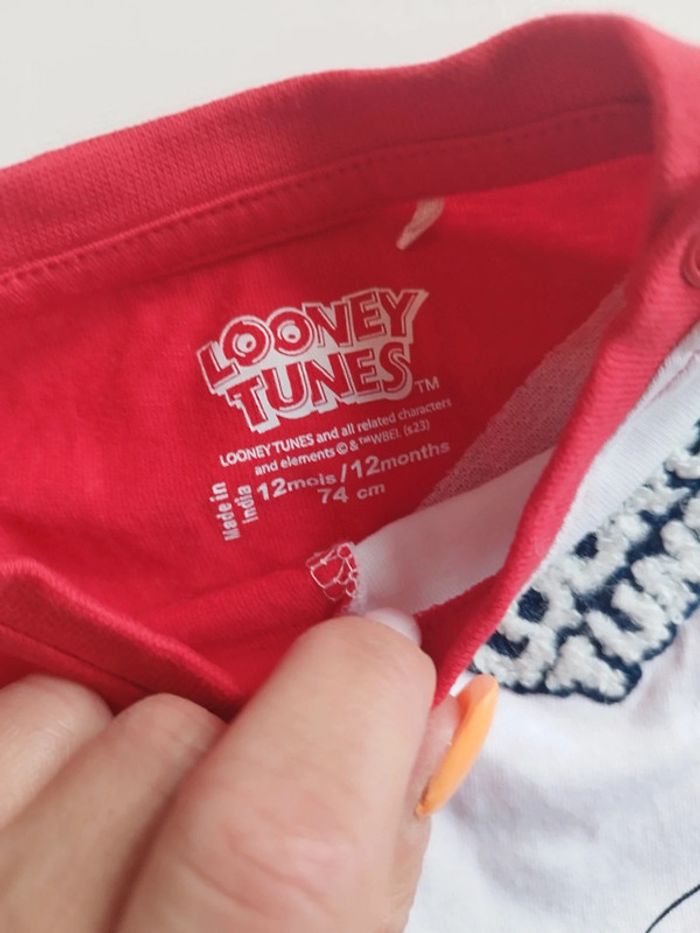 LOONEY
TUNES™
LOONEY TUNES and all related characters
and elements © & ™ WBEI. (s23)
12mois/12months
74 cm
Made in
india